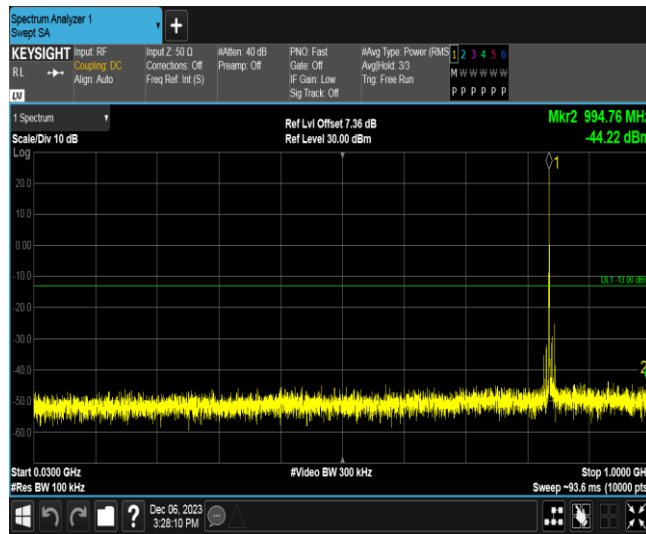 Spectrum Analyzer 1
Swept SA
+
KEYSIGHT Input: RF Input Z: 50 Ω #Atten: 40 dB PNO: Fast #Avg Type: Power (RMS 1 2 3 4 5 6
RL Coupling: DC Corrections: Off Preamp: Off Gate: Off Avg|Hold: 3/3 M W W W W W
Align: Auto Freq Ref: Int (S) IF Gain: Low Trig: Free Run
LXI Sig Track: Off P P P P P P
1 Spectrum Ref Lvl Offset 7.36 dB Mkr2 994.76 MHz
Scale/Div 10 dB Ref Level 30.00 dBm -44.22 dBm
Log
1
20.0
10.0
0.00
-10.0
DL1 -13.00 dBm
-20.0
-30.0
-40.0
2
-50.0
-60.0
Start 0.0300 GHz #Video BW 300 kHz Stop 1.0000 GH
#Res BW 100 kHz Sweep ~93.6 ms (10000 pts
? Dec 06, 2023
3:28:10 PM